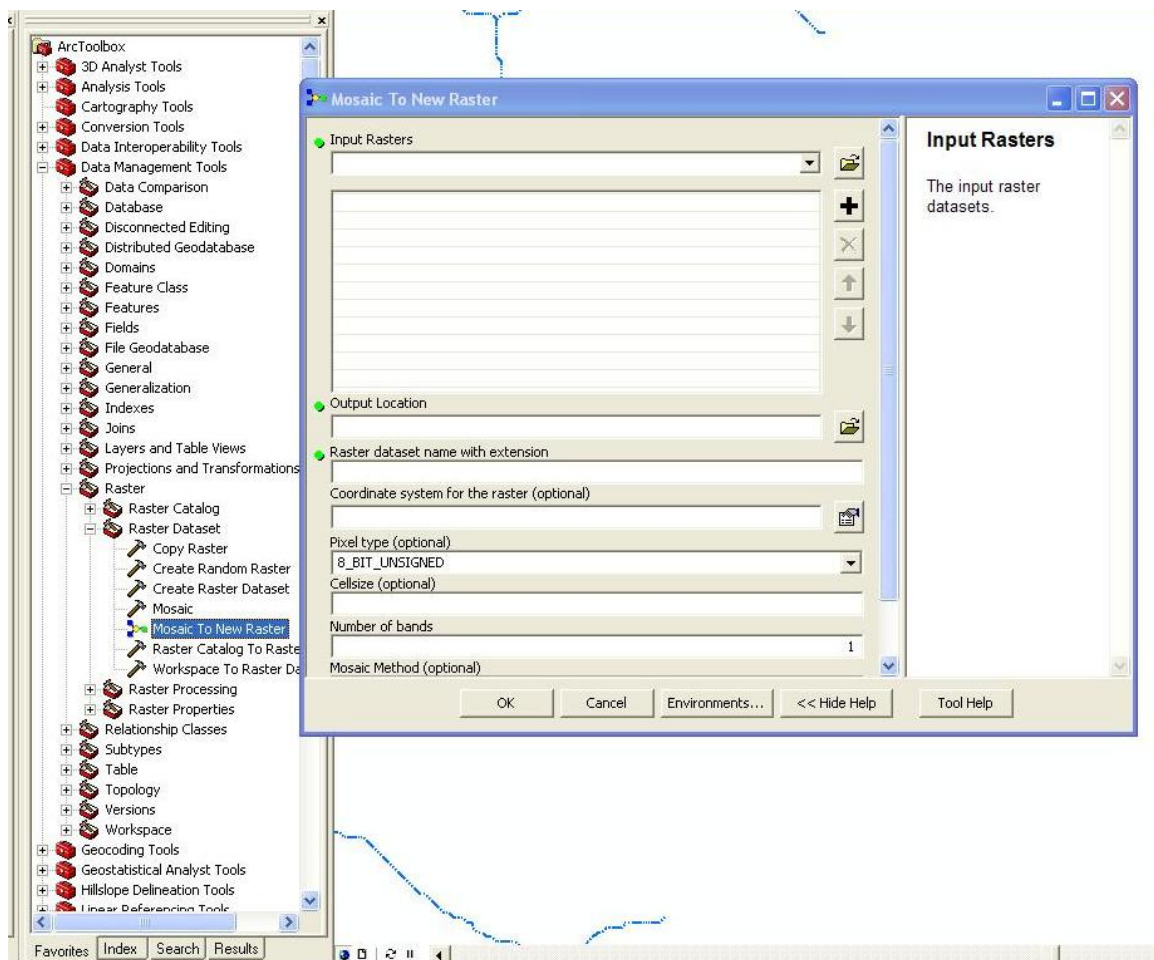 ArcToolbox
3D Analyst Tools
Analysis Tools
Cartography Tools
Conversion Tools
Data Interoperability Tools
Data Management Tools
Data Comparison
Database
Disconnected Editing
Distributed Geodatabase
Domains
Feature Class
Features
Fields
File Geodatabase
General
Generalization
Indexes
Joins
Layers and Table Views
Projections and Transformations
Raster
Raster Catalog
Raster Dataset
Copy Raster
Create Random Raster
Create Raster Dataset
Mosaic
Mosaic To New Raster
Raster Catalog To Raste
Workspace To Raster Da
Raster Processing
Raster Properties
Relationship Classes
Subtypes
Table
Topology
Versions
Workspace
Geocoding Tools
Geostatistical Analyst Tools
Hillslope Delineation Tools
Linear Referencing Tools
Favorites Index Search Results
Mosaic To New Raster
Input Rasters
Output Location
Raster dataset name with extension
Coordinate system for the raster (optional)
Pixel type (optional)
8_BIT_UNSIGNED
Cellsize (optional)
Number of bands
1
Mosaic Method (optional)
OK Cancel Environments... << Hide Help Tool Help
Input Rasters
The input raster
datasets.